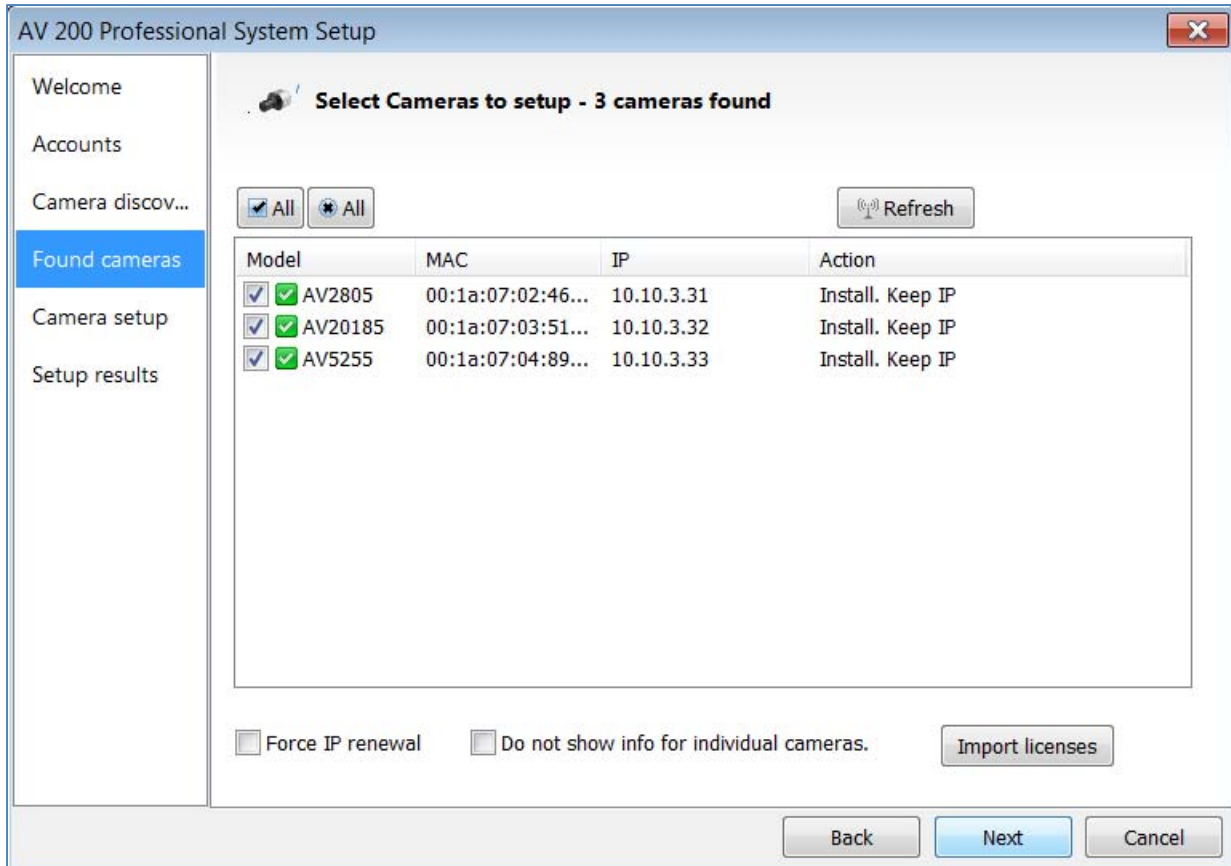 AV 200 Professional System Setup
Welcome
Accounts
Camera discov...
Found cameras
Camera setup
Setup results
Select Cameras to setup - 3 cameras found
All All Refresh
Model MAC IP Action
AV2805 00:1a:07:02:46... 10.10.3.31 Install. Keep IP
AV20185 00:1a:07:03:51... 10.10.3.32 Install. Keep IP
AV5255 00:1a:07:04:89... 10.10.3.33 Install. Keep IP
Force IP renewal Do not show info for individual cameras. Import licenses
Back Next Cancel